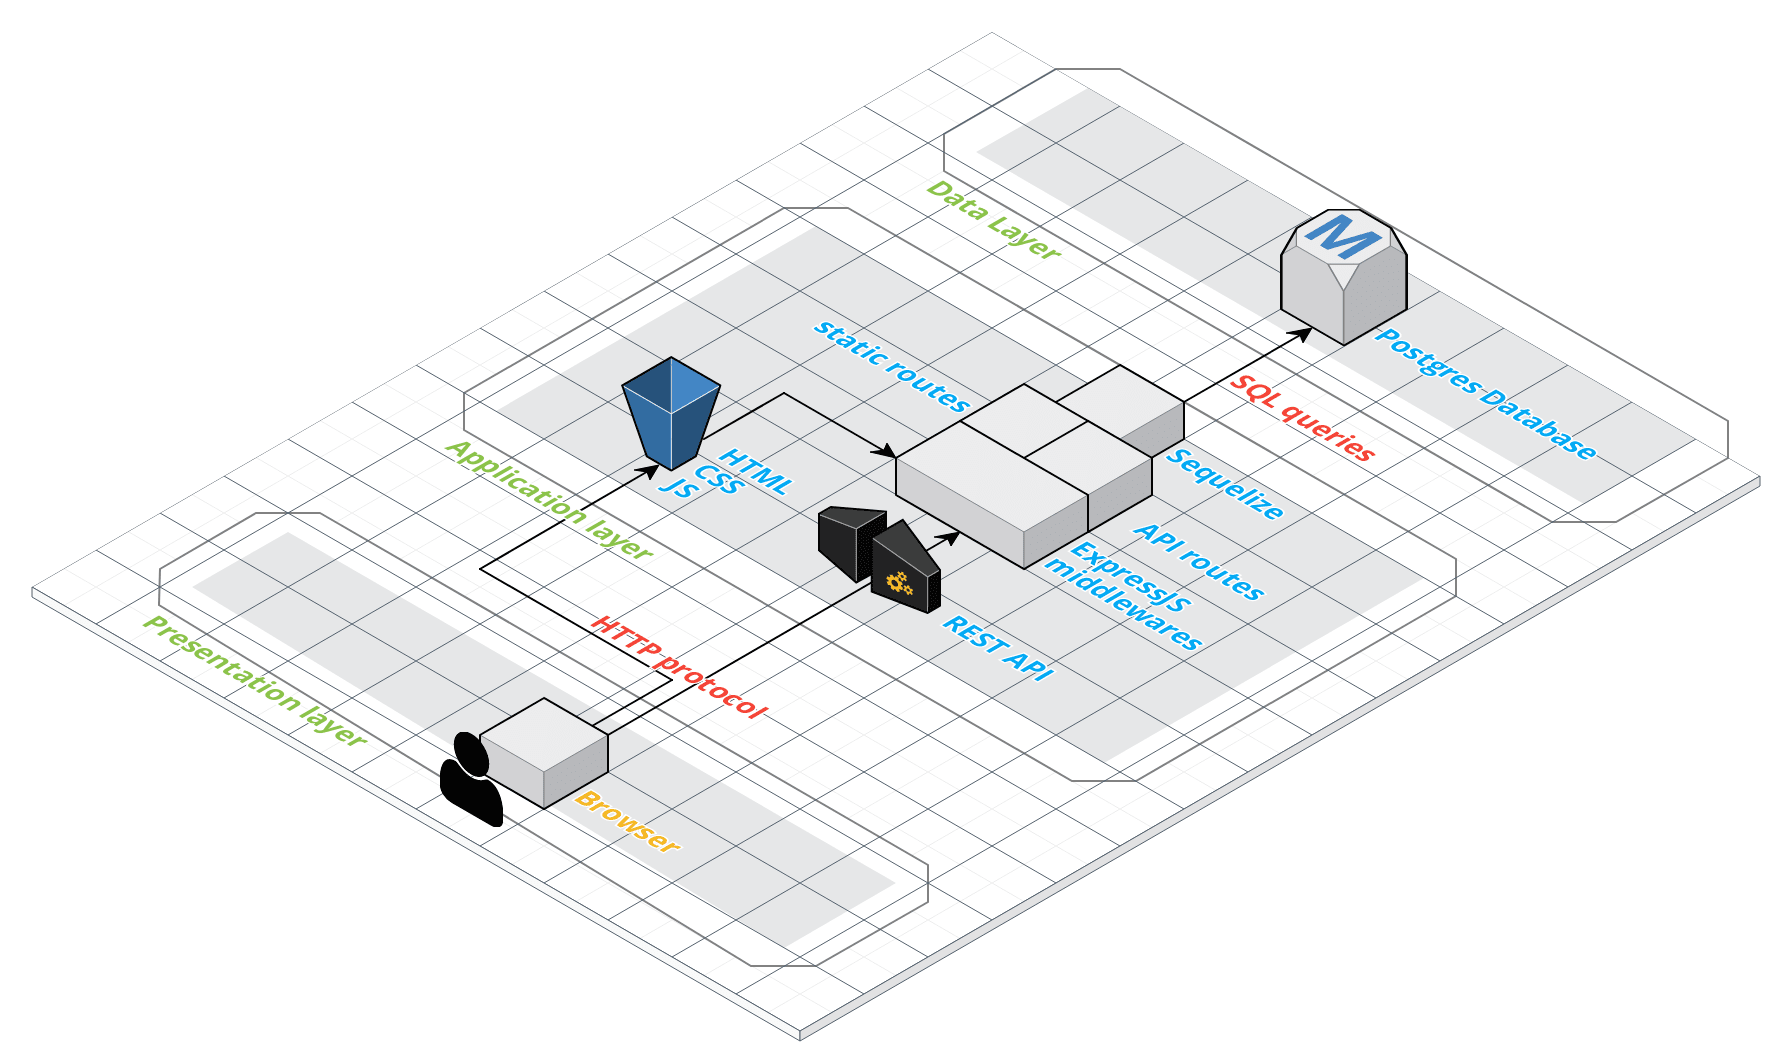 Data Layer
M
Postgres Database
SQL queries
static routes
Sequelize
API routes
ExpressJS
middlewares
HTML
CSS
JS
Application layer
REST API
HTTP protocol
Presentation layer
Browser